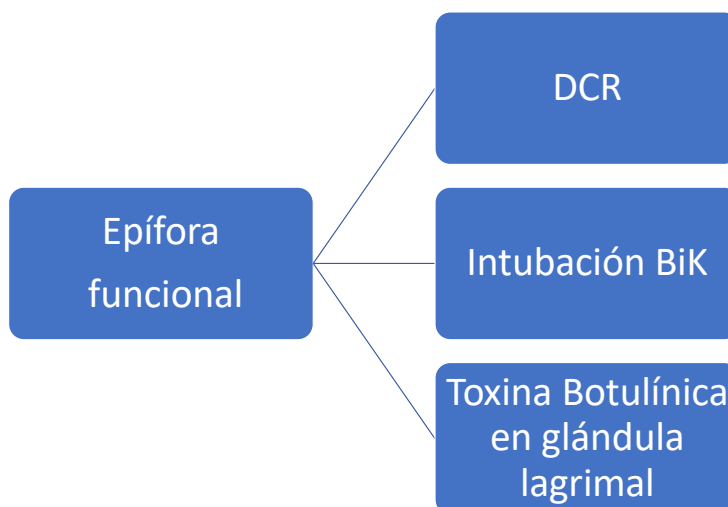 Epífora
funcional
DCR
Intubación BiK
Toxina Botulínica
en glándula
lagrimal